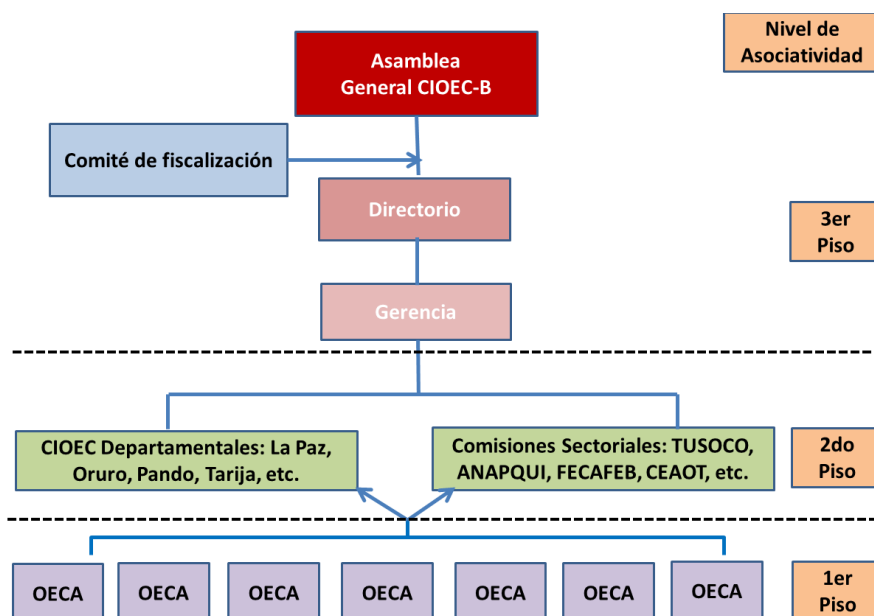 Nivel de
Asociatividad
Asamblea
General CIOEC-B
Comité de fiscalización
Directorio
3er
Piso
Gerencia
CIOEC Departamentales: La Paz,
Oruro, Pando, Tarija, etc.
Comisiones Sectoriales: TUSOCO,
ANAPQUI, FECAFEB, CEAOT, etc.
2do
Piso
OECA
OECA
OECA
OECA
OECA
OECA
OECA
1er
Piso